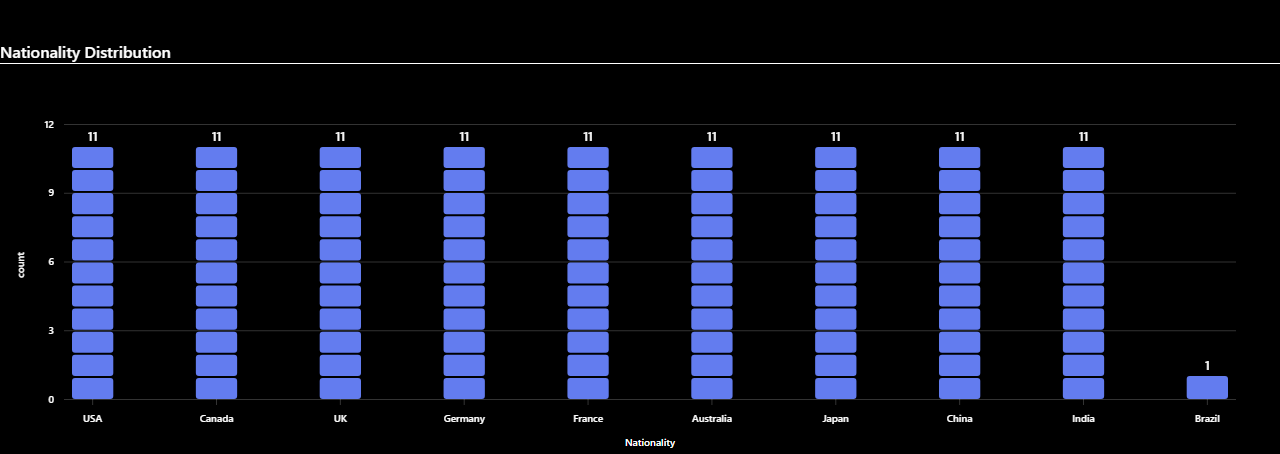 Nationality Distribution
12
11 11 11 11 11 11 11 11 11
9
6
count
3
1
0
USA Canada UK Germany France Australia Japan China India Brazil
Nationality